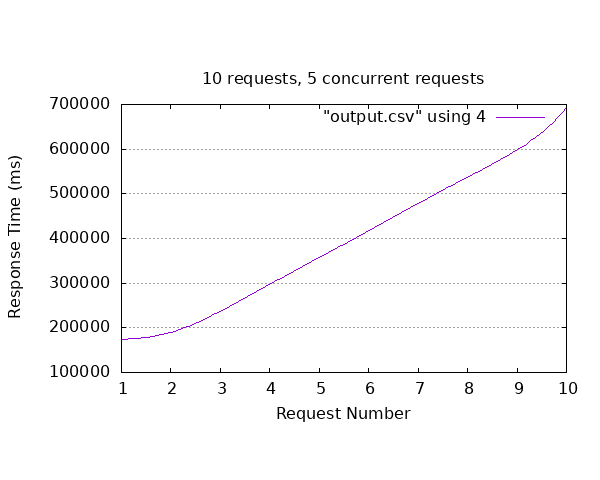 10 requests, 5 concurrent requests
700000
"output.csv" using 4
600000
500000
400000
300000
200000
100000
Response Time (ms)
1 2 3 4 5 6 7 8 9 10
Request Number